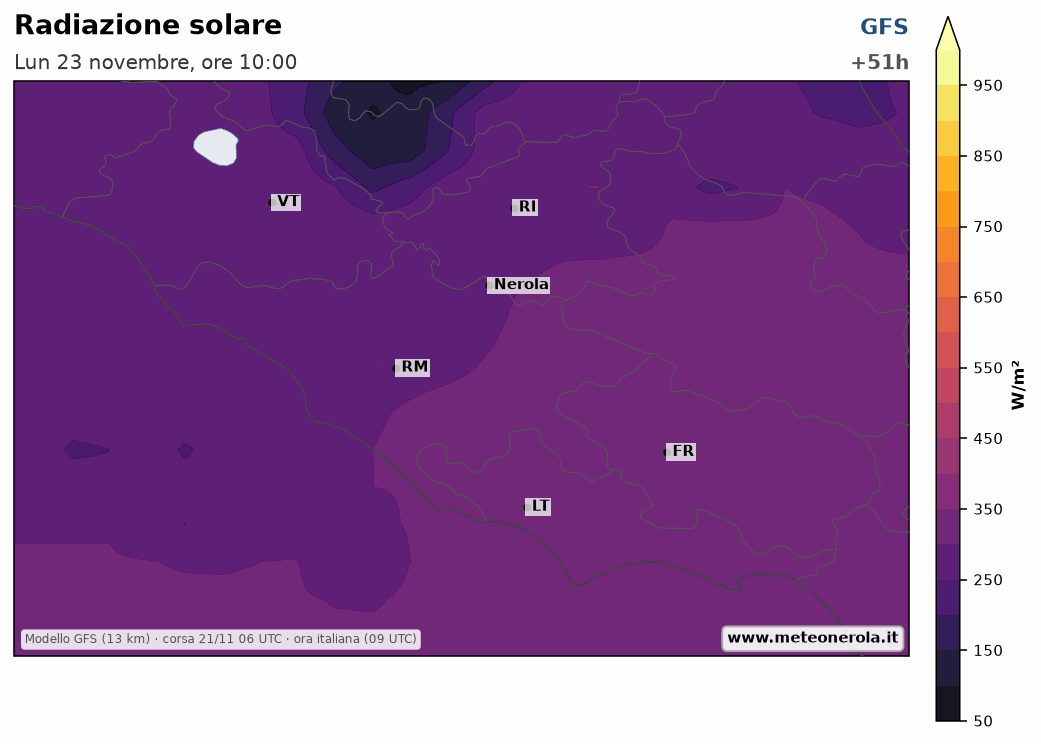 Radiazione solare
GFS
Lun 23 novembre, ore 10:00
+51h
VT
RI
Nerola
RM
FR
LT
Modello GFS (13 km) · corsa 21/11 06 UTC · ora italiana (09 UTC)
www.meteonerola.it
950
850
750
650
550
450
350
250
150
50
W/m²